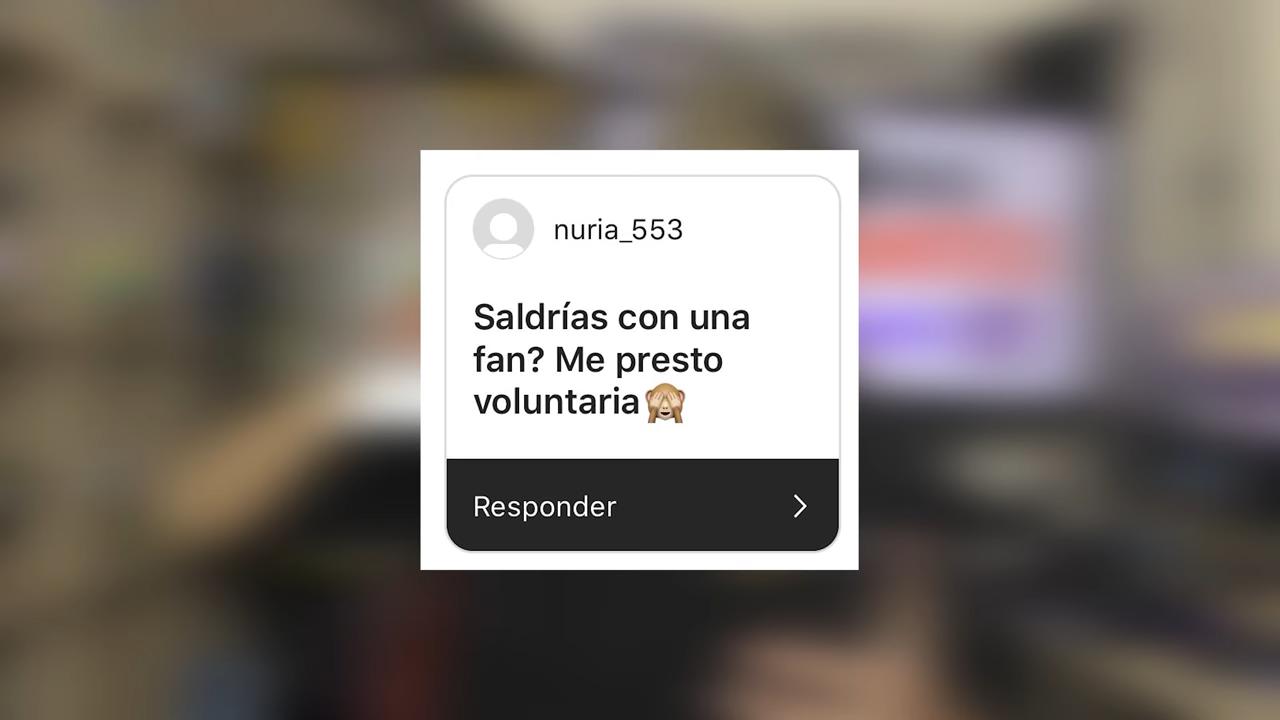 nuria_553
Saldrías con una
fan? Me presto
voluntaria🙈
Responder